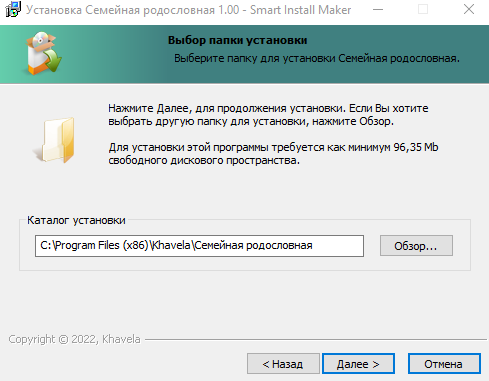 Установка Семейная родословная 1.00 - Smart Install Maker
Выбор папки установки
Выберите папку для установки Семейная родословная.
Нажмите Далее, для продолжения установки. Если Вы хотите
выбрать другую папку для установки, нажмите Обзор.
Для установки этой программы требуется как минимум 96,35 Mb
свободного дискового пространства.
Каталог установки
C:\Program Files (x86)\Khavela\Семейная родословная
Обзор...
Copyright © 2022, Khavela
< Назад
Далее >
Отмена